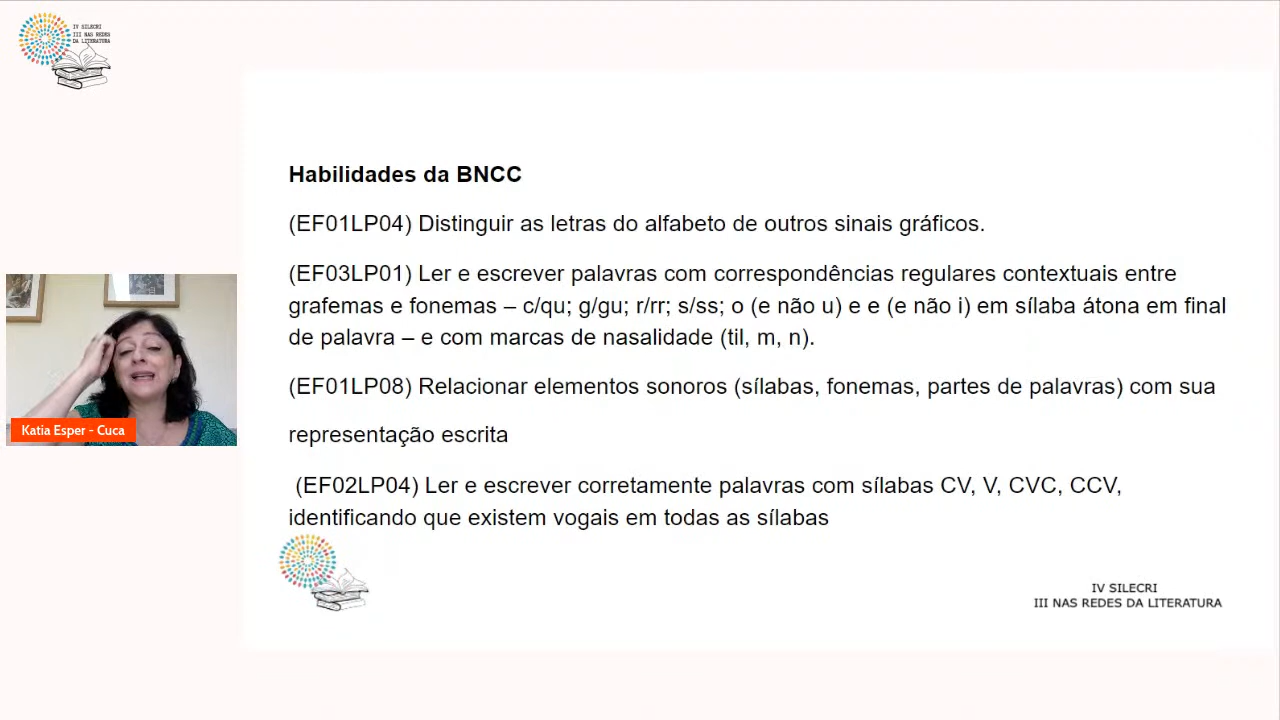 IV SILECRI
III NAS REDES
DA LITERATURA
Habilidades da BNCC
(EF01LP04) Distinguir as letras do alfabeto de outros sinais gráficos.
(EF03LP01) Ler e escrever palavras com correspondências regulares contextuais entre
grafemas e fonemas – c/qu; g/gu; r/rr; s/ss; o (e não u) e e (e não i) em sílaba átona em final
de palavra – e com marcas de nasalidade (til, m, n).
(EF01LP08) Relacionar elementos sonoros (sílabas, fonemas, partes de palavras) com sua
representação escrita
(EF02LP04) Ler e escrever corretamente palavras com sílabas CV, V, CVC, CCV,
identificando que existem vogais em todas as sílabas
Katia Esper - Cuca
IV SILECRI
III NAS REDES DA LITERATURA